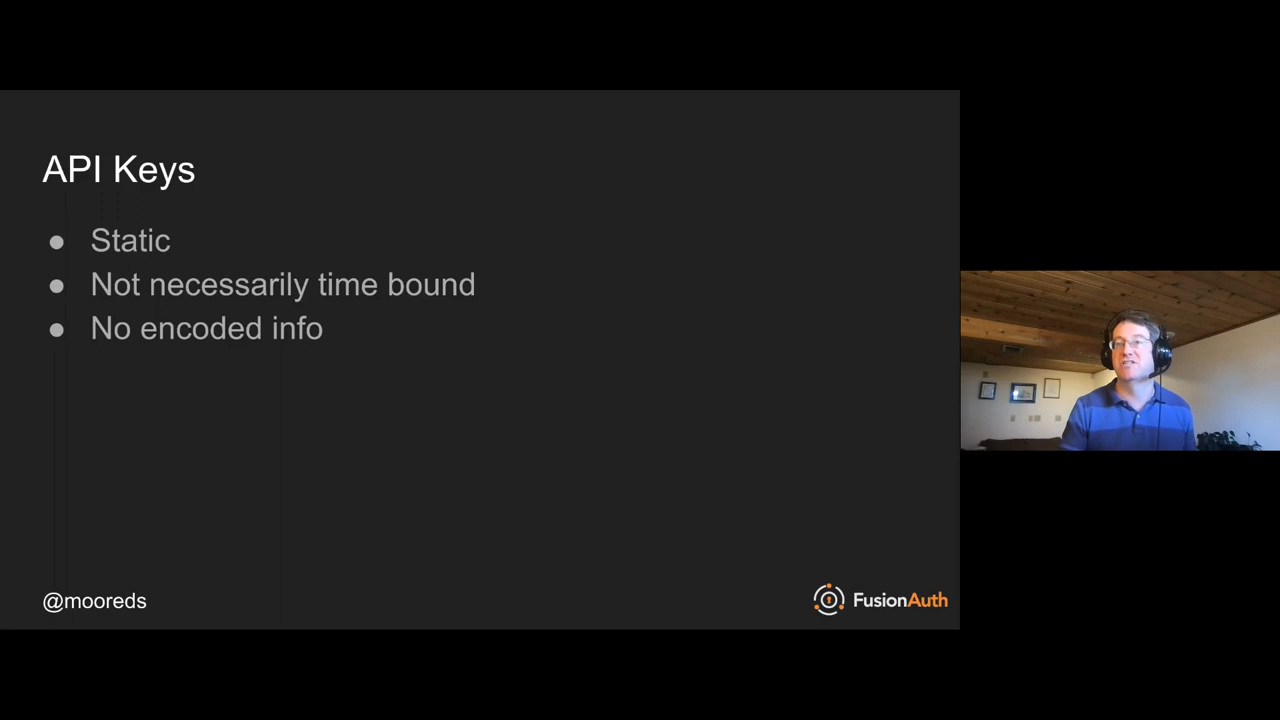 API Keys
● Static
● Not necessarily time bound
● No encoded info
@mooreds
FusionAuth